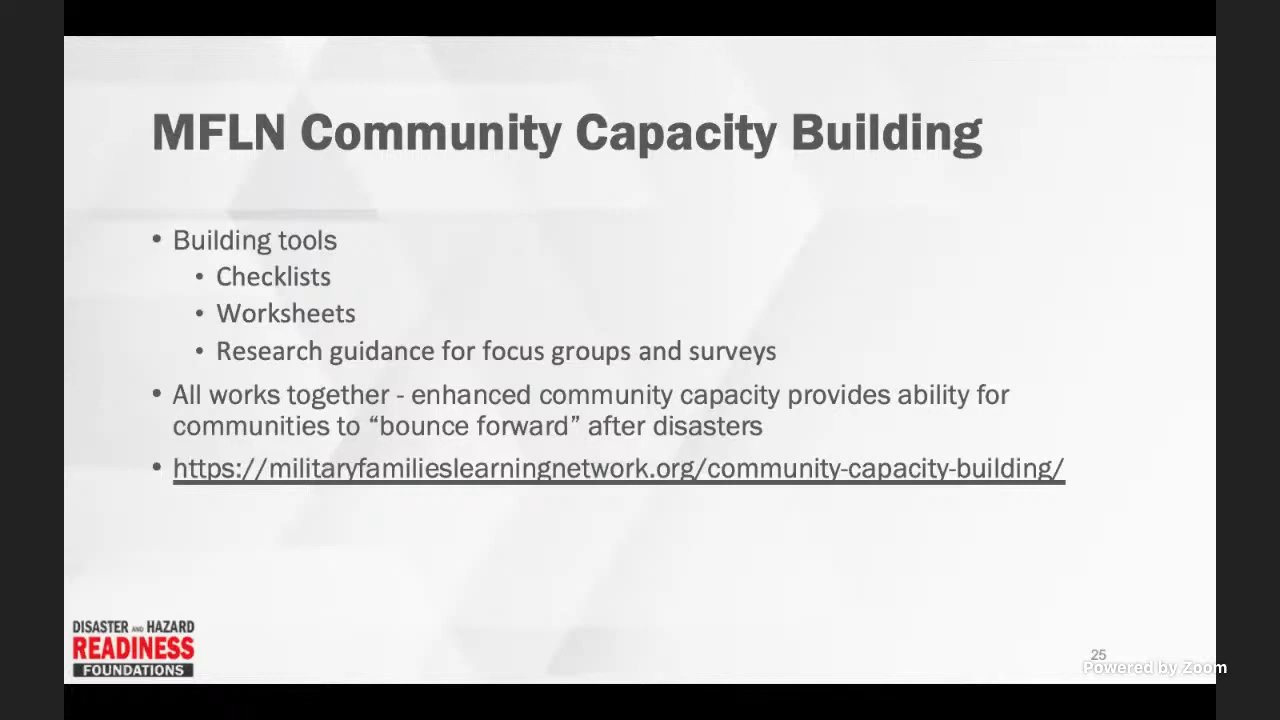 MFLN Community Capacity Building
• Building tools
• Checklists
• Worksheets
• Research guidance for focus groups and surveys
• All works together - enhanced community capacity provides ability for
communities to “bounce forward” after disasters
• https://militaryfamilieslearningnetwork.org/community-capacity-building/
DISASTER AND HAZARD
READINESS
FOUNDATIONS
25
Powered by Zoom